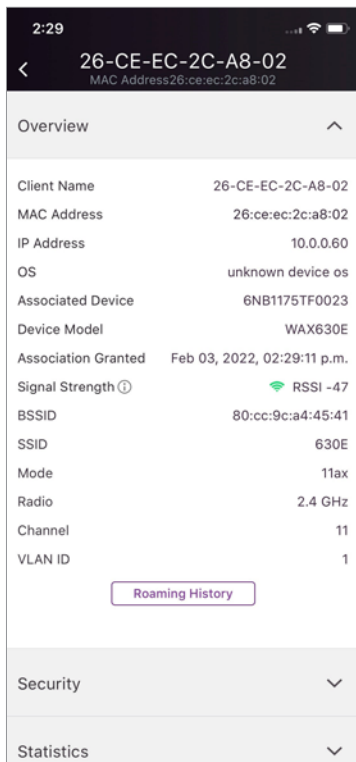 2:29
26-CE-EC-2C-A8-02
MAC Address26:ce:ec:2c:a8:02
Overview
Client Name 26-CE-EC-2C-A8-02
MAC Address 26:ce:ec:2c:a8:02
IP Address 10.0.0.60
OS unknown device os
Associated Device 6NB1175TF0023
Device Model WAX630E
Association Granted Feb 03, 2022, 02:29:11 p.m.
Signal Strength RSSI -47
BSSID 80:cc:9c:a4:45:41
SSID 630E
Mode 11ax
Radio 2.4 GHz
Channel 11
VLAN ID 1
Roaming History
Security
Statistics